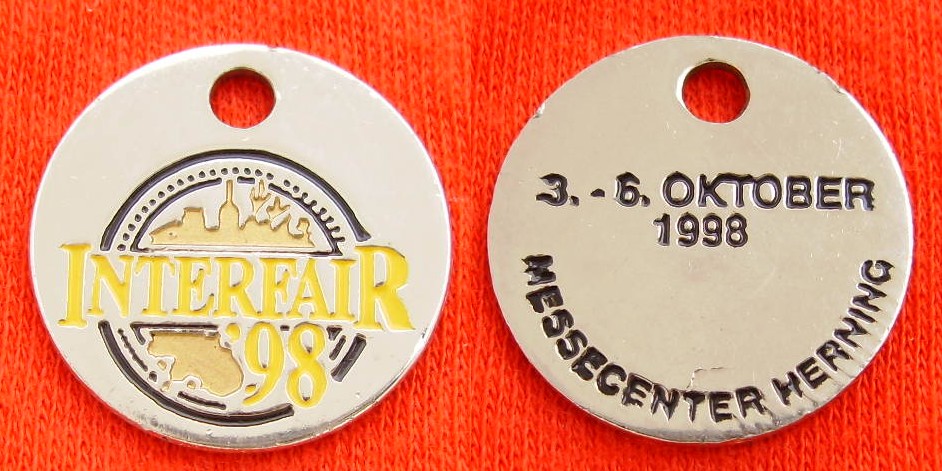 INTERFAIR
'98
3. - 6. OKTOBER
1998
MESSECENTER HERNING